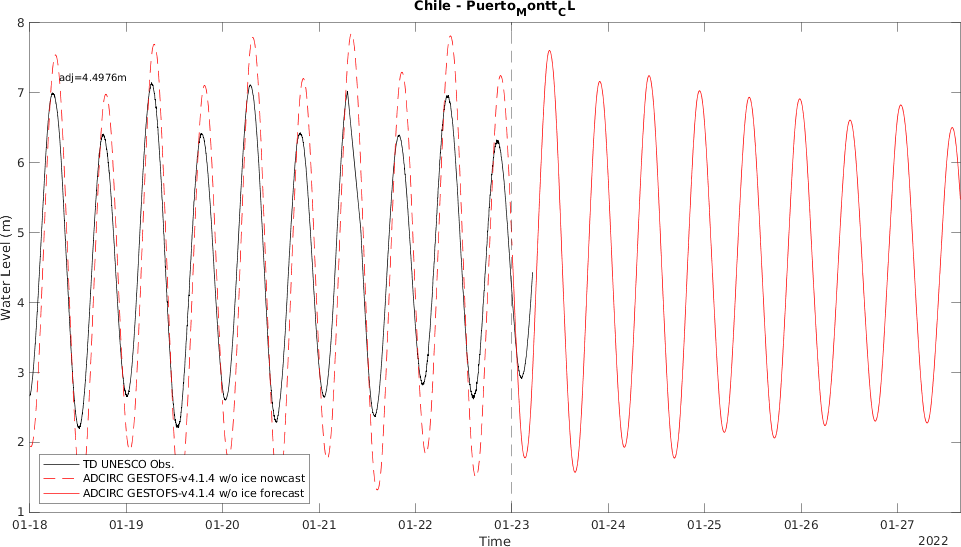 Chile - PuertoMonttCL
8
adj=4.4976m
7
6
5
4
3
2
1
Water Level (m)
TD UNESCO Obs.
ADCIRC GESTOFS-v4.1.4 w/o ice nowcast
ADCIRC GESTOFS-v4.1.4 w/o ice forecast
01-18 01-19 01-20 01-21 01-22 01-23 01-24 01-25 01-26 01-27
Time
2022